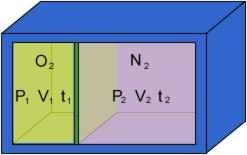 O₂ N₂
P₁ V₁ t₁ P₂ V₂ t₂